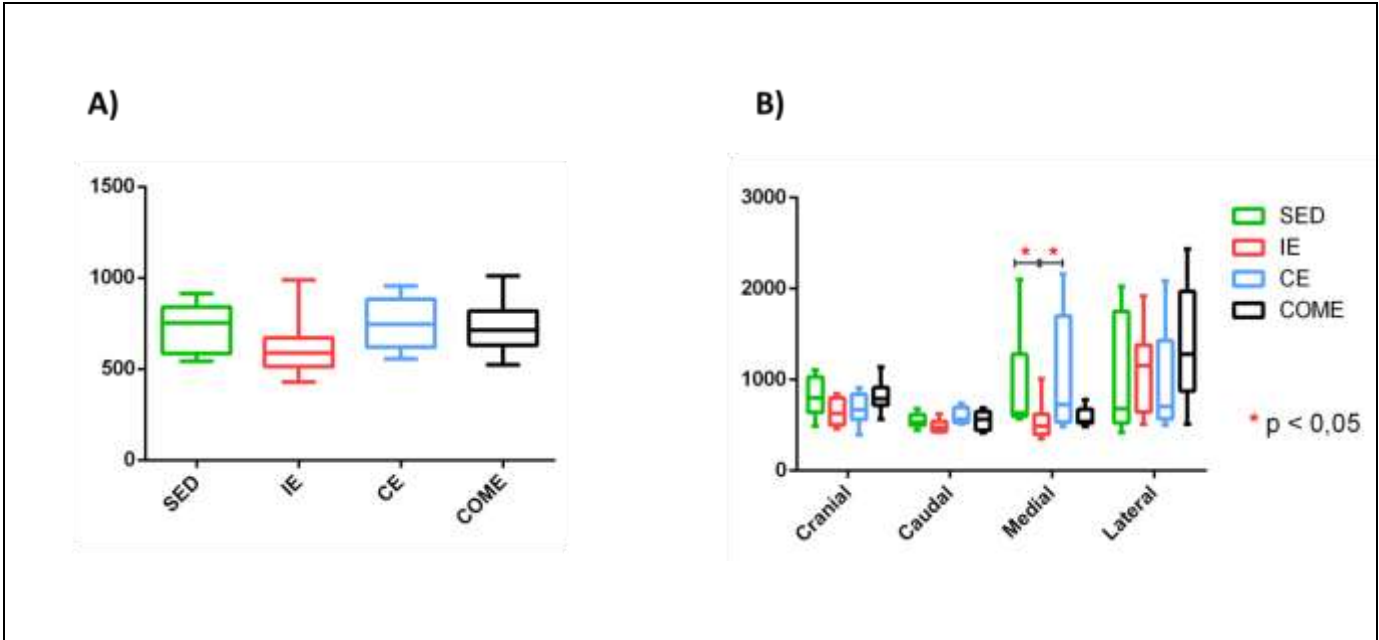 A)
1500
1000
500
0
SED
IE
CE
COME
B)
3000
2000
1000
0
* *
Cranial
Caudal
Medial
Lateral
SED
IE
CE
COME
* p < 0,05